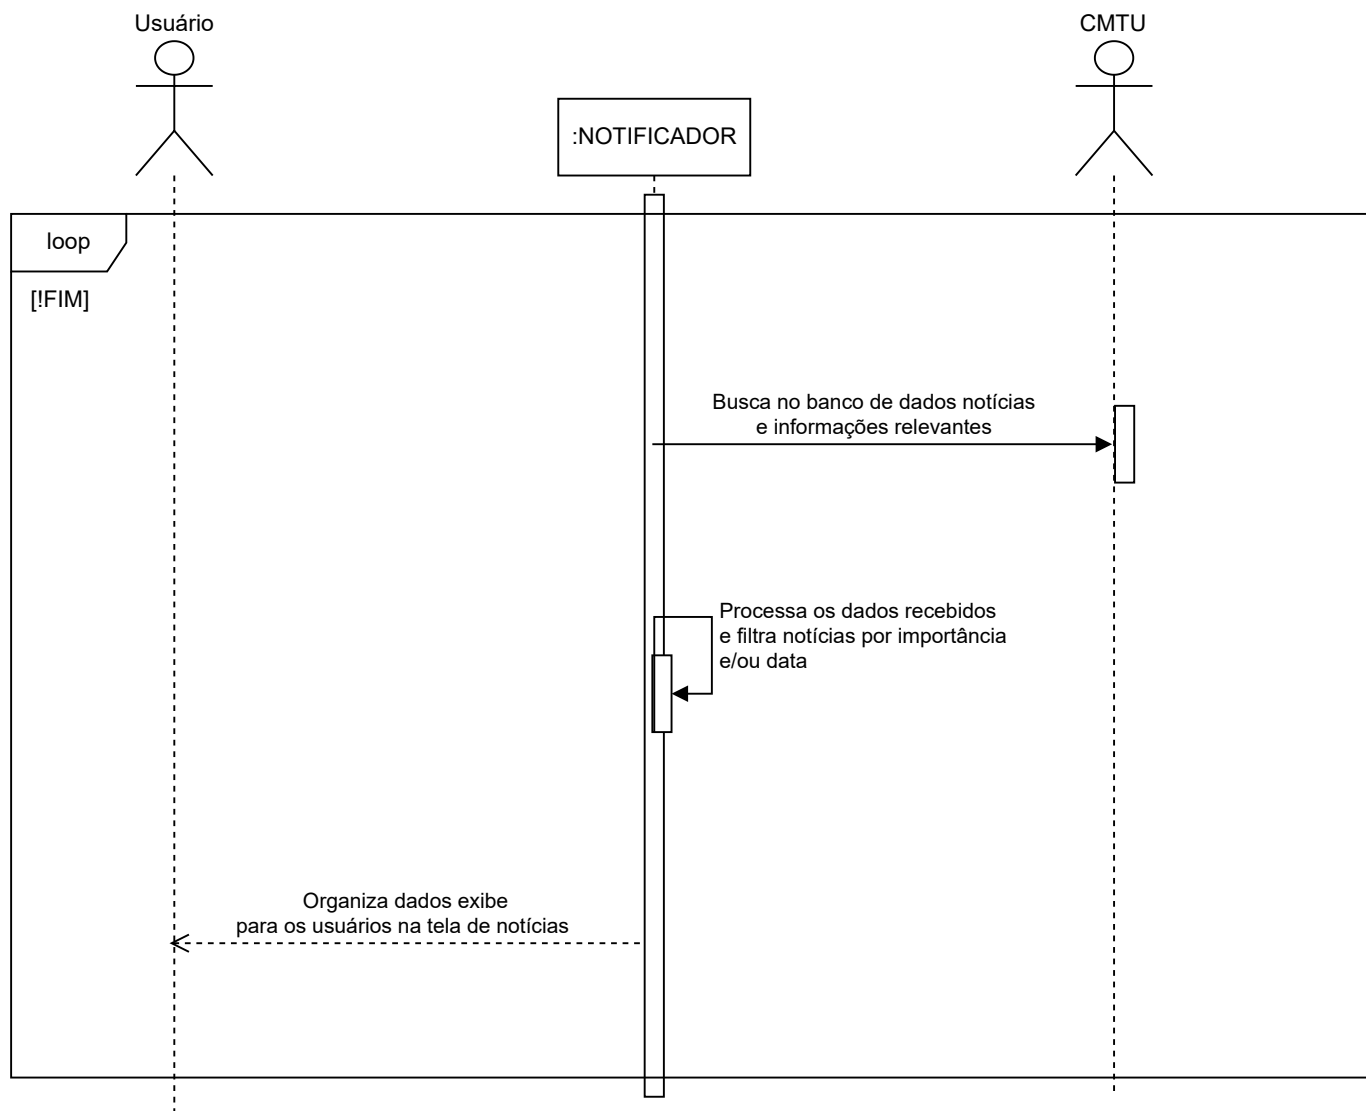 Usuário
CMTU
:NOTIFICADOR
loop
[!FIM]
Busca no banco de dados notícias
e informações relevantes
Processa os dados recebidos
e filtra notícias por importância
e/ou data
Organiza dados exibe
para os usuários na tela de notícias